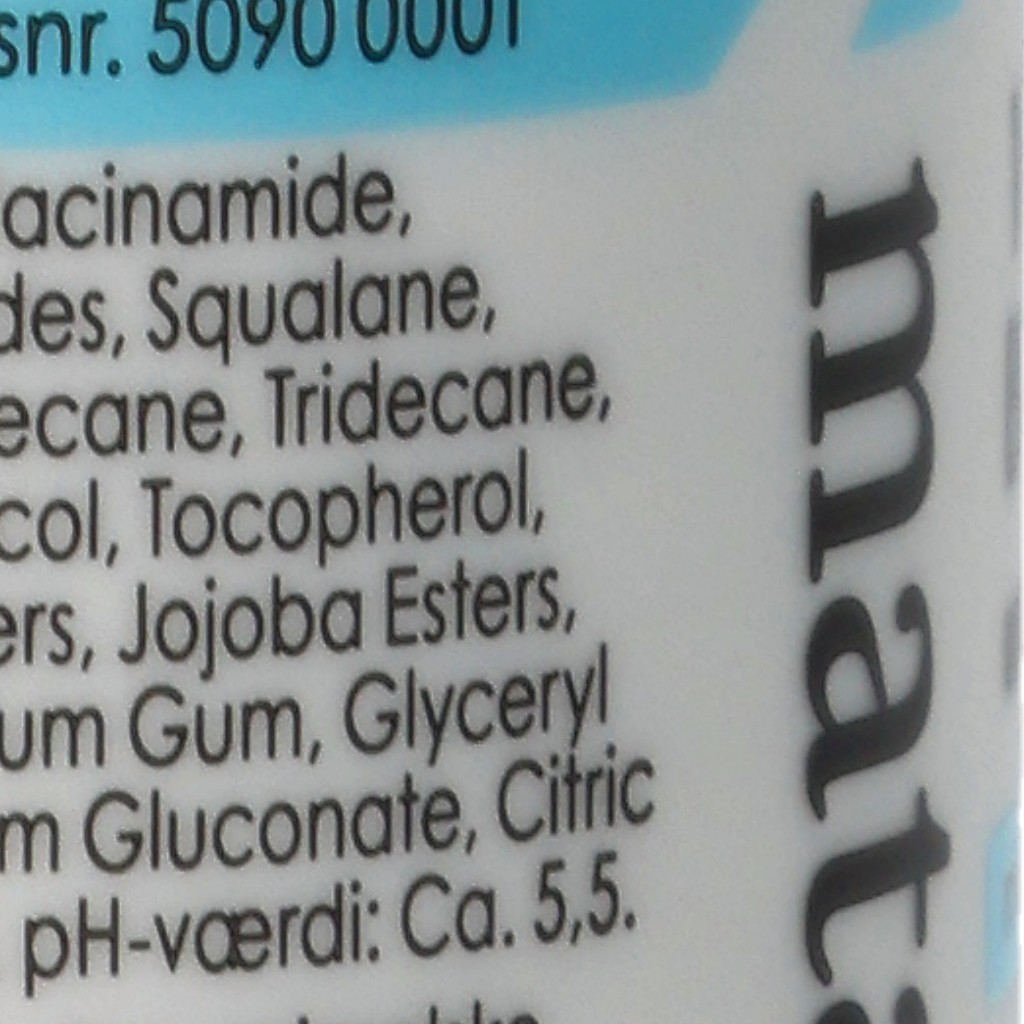 snr. 5090 0001
acinamide,
des, Squalane,
ecane, Tridecane,
col, Tocopherol,
ers, Jojoba Esters,
um Gum, Glyceryl
m Gluconate, Citric
pH-værdi: Ca. 5,5.
mat